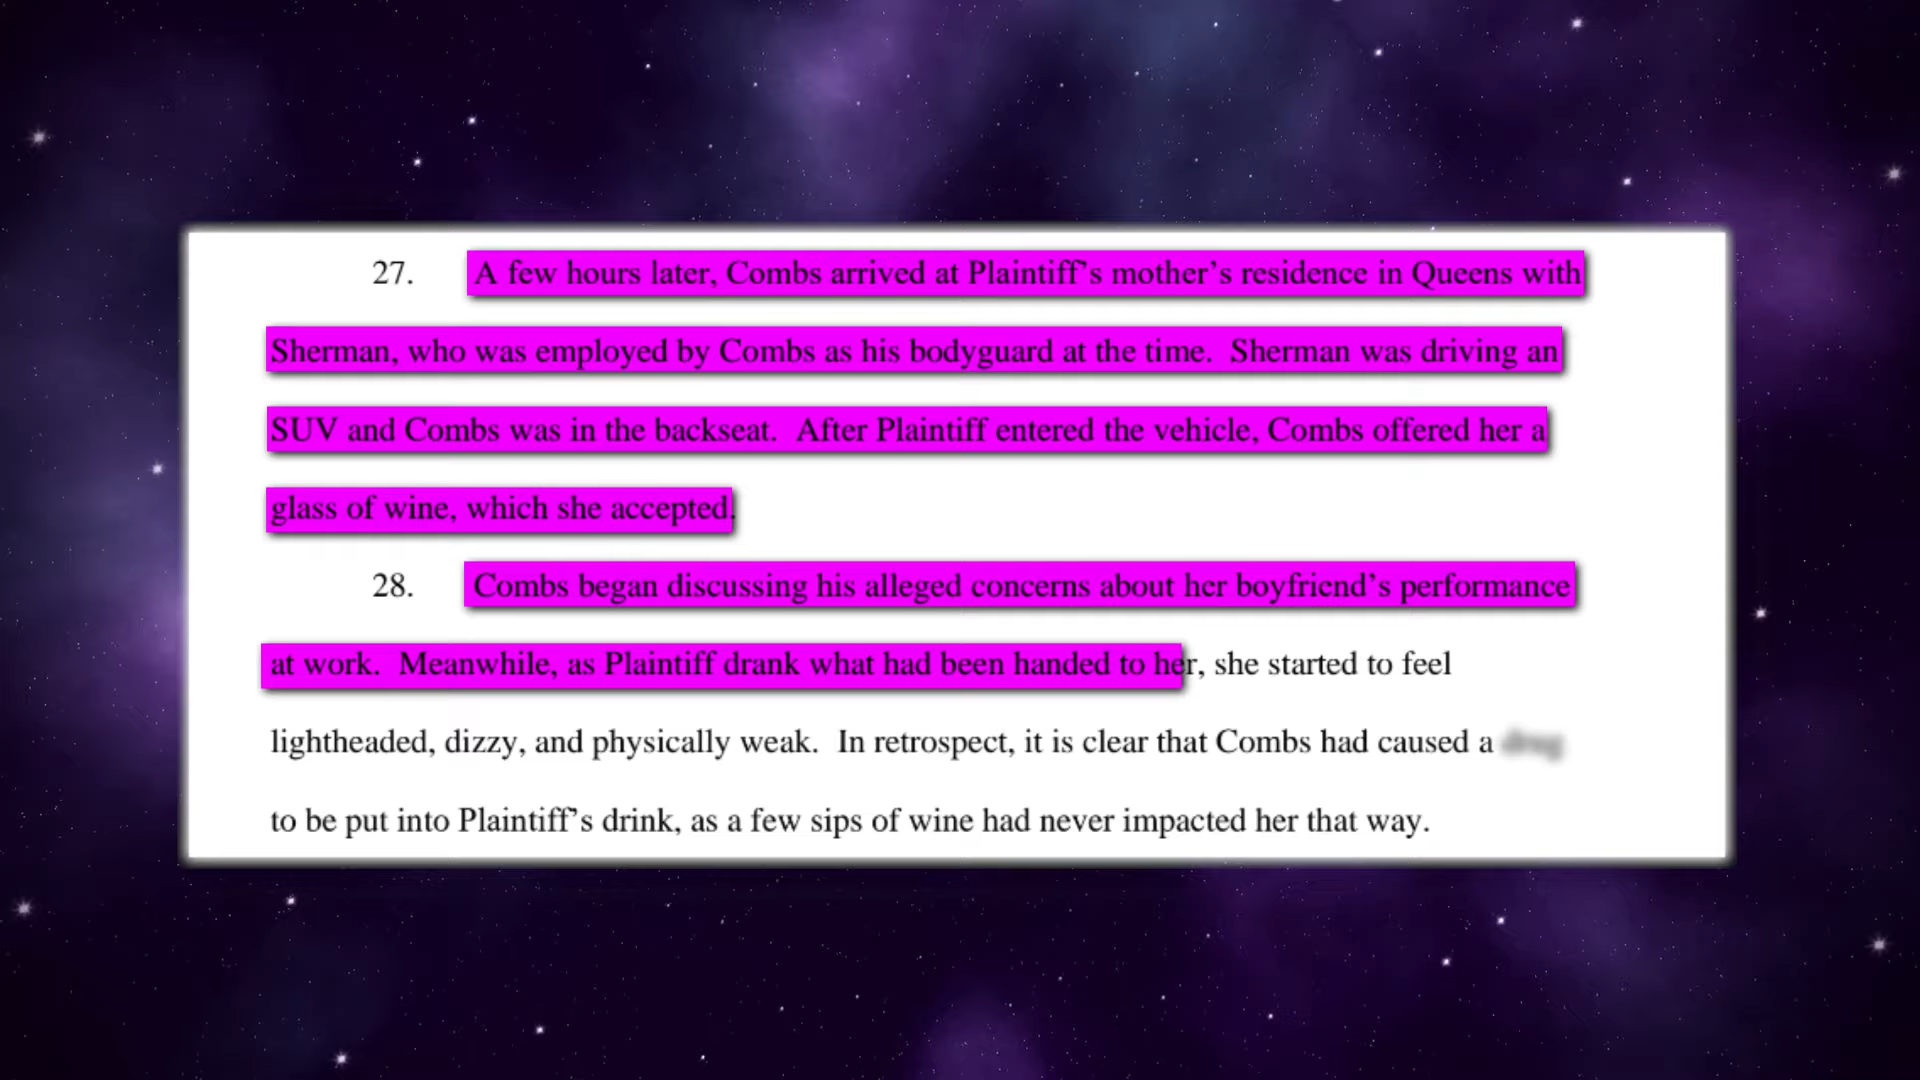 27. A few hours later, Combs arrived at Plaintiff’s mother’s residence in Queens with
Sherman, who was employed by Combs as his bodyguard at the time. Sherman was driving an
SUV and Combs was in the backseat. After Plaintiff entered the vehicle, Combs offered her a
glass of wine, which she accepted.
28. Combs began discussing his alleged concerns about her boyfriend’s performance
at work. Meanwhile, as Plaintiff drank what had been handed to her, she started to feel
lightheaded, dizzy, and physically weak. In retrospect, it is clear that Combs had caused a
to be put into Plaintiff’s drink, as a few sips of wine had never impacted her that way.